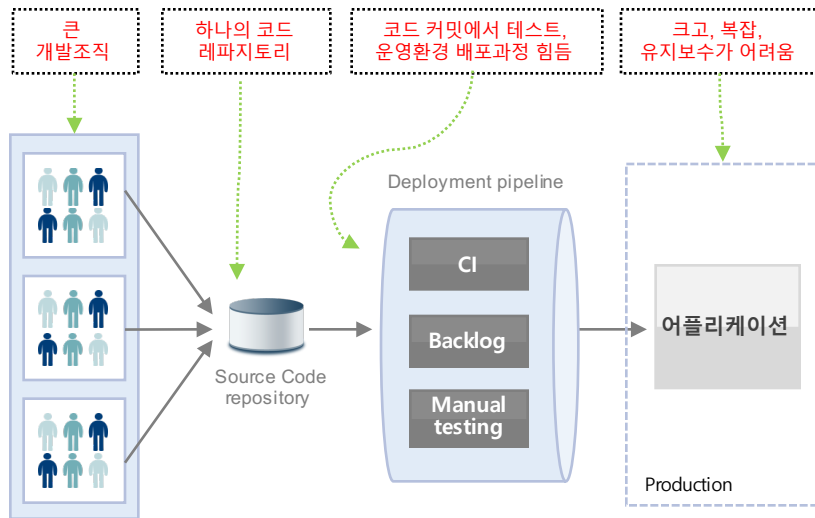 큰
개발조직
하나의 코드
레파지토리
코드 커밋에서 테스트,
운영환경 배포과정 힘듬
크고, 복잡,
유지보수가 어려움
Deployment pipeline
CI
Backlog
Manual
testing
Source Code
repository
어플리케이션
Production